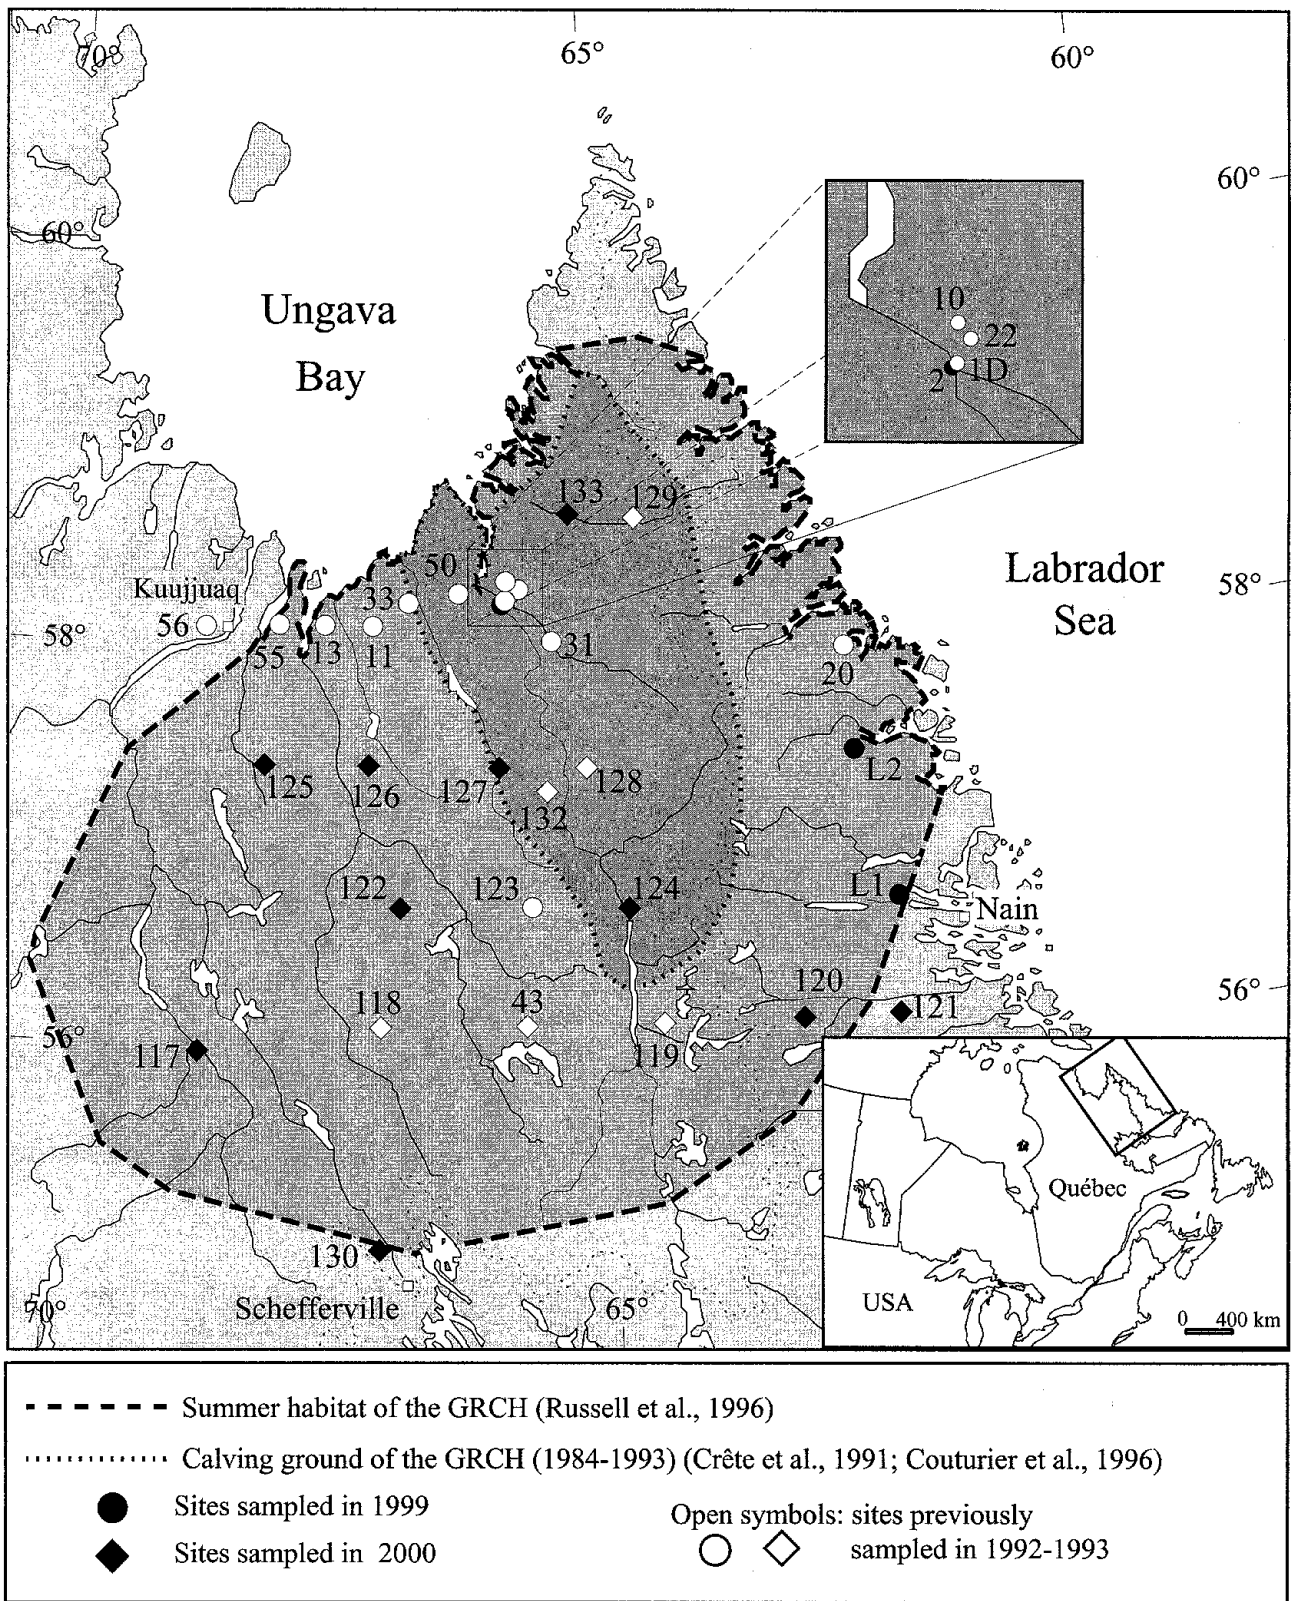 70°
65°
60°
60°
60°
Ungava
Bay
10
22
1D
2
133
129
50
Kuujjuaq
33
56
58°
55
13
11
31
Labrador
Sea
58°
20
L2
125
126
127
128
132
122
123
124
L1
Nain
118
43
119
120
121
56°
56°
117
130
Schefferville
70°
65°
Québec
USA
0 400 km
Summer habitat of the GRCH (Russell et al., 1996)
Calving ground of the GRCH (1984-1993) (Crête et al., 1991; Couturier et al., 1996)
Sites sampled in 1999
Sites sampled in 2000
Open symbols: sites previously
sampled in 1992-1993